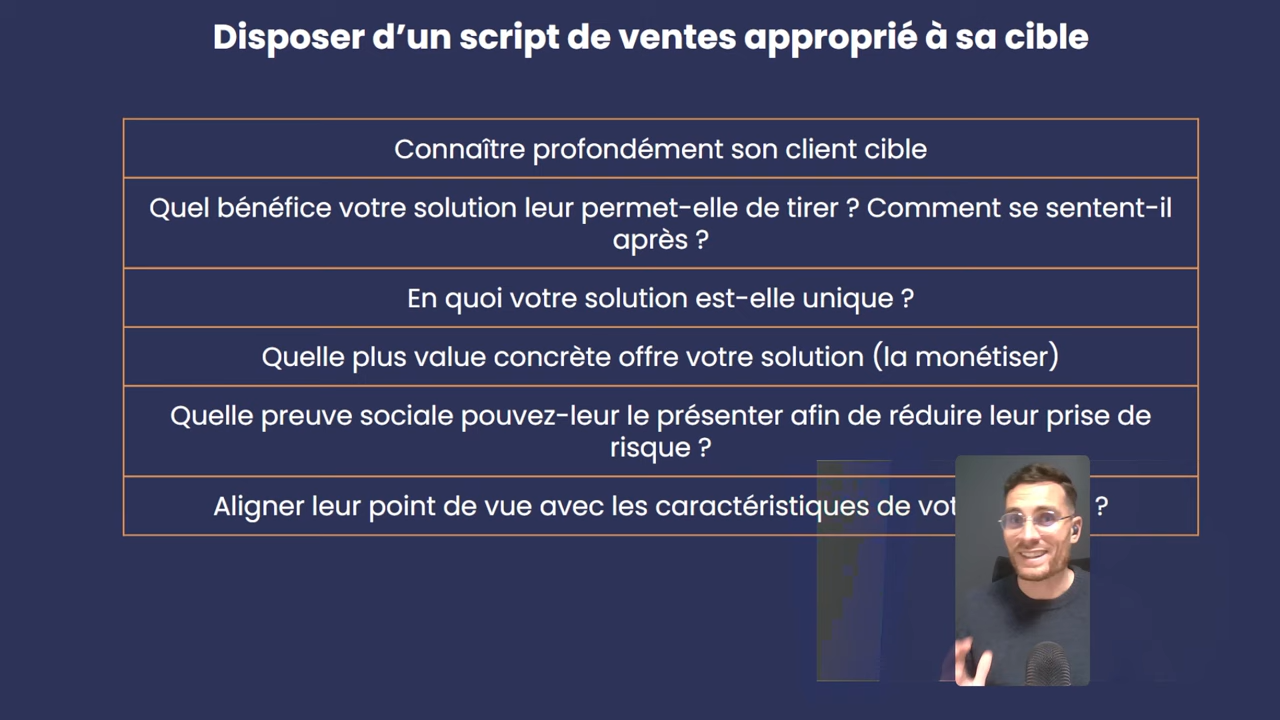 Disposer d’un script de ventes approprié à sa cible
Connaître profondément son client cible
Quel bénéfice votre solution leur permet-elle de tirer ? Comment se sentent-il
après ?
En quoi votre solution est-elle unique ?
Quelle plus value concrète offre votre solution (la monétiser)
Quelle preuve sociale pouvez-leur le présenter afin de réduire leur prise de
risque ?
Aligner leur point de vue avec les caractéristiques de ?